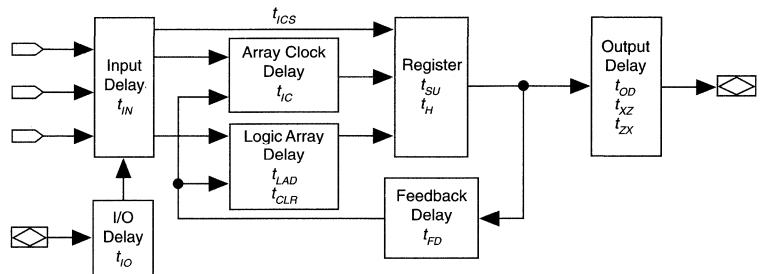 t_ICS
Input
Delay
t_IN
Array Clock
Delay
t_IC
Logic Array
Delay
t_LAD
t_CLR
Register
t_SU
t_H
Output
Delay
t_OD
t_XZ
t_ZX
I/O
Delay
t_IO
Feedback
Delay
t_FD